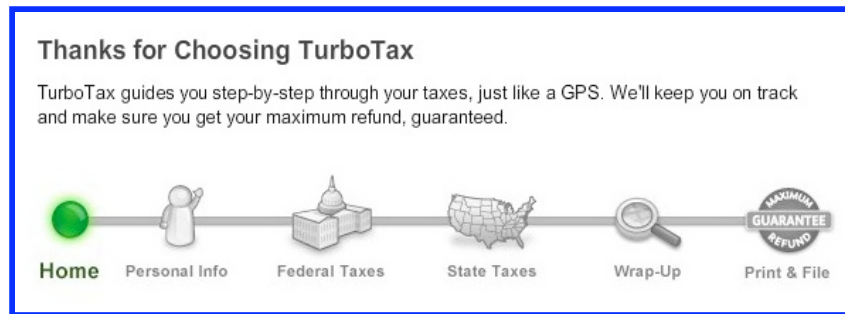 Thanks for Choosing TurboTax
TurboTax guides you step-by-step through your taxes, just like a GPS. We'll keep you on track
and make sure you get your maximum refund, guaranteed.
MAXIMUM
GUARANTEE
REFUND
Home Personal Info Federal Taxes State Taxes Wrap-Up Print & File